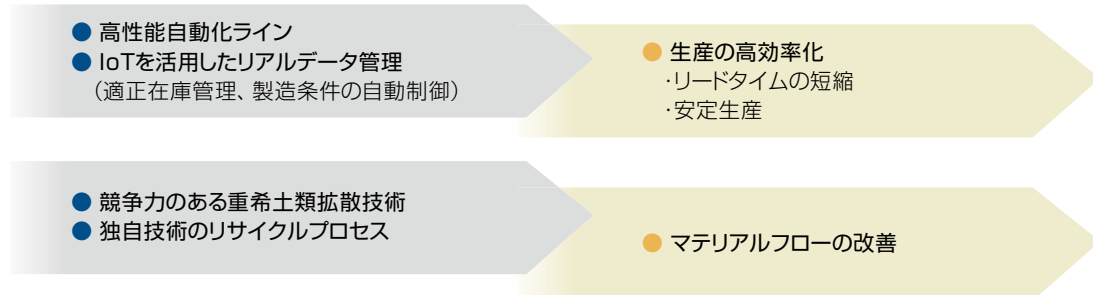 ● 高性能自動化ライン
● IoTを活用したリアルデータ管理
（適正在庫管理、製造条件の自動制御）
● 生産の高効率化
・リードタイムの短縮
・安定生産
● 競争力のある重希土類拡散技術
● 独自技術のリサイクルプロセス
● マテリアルフローの改善